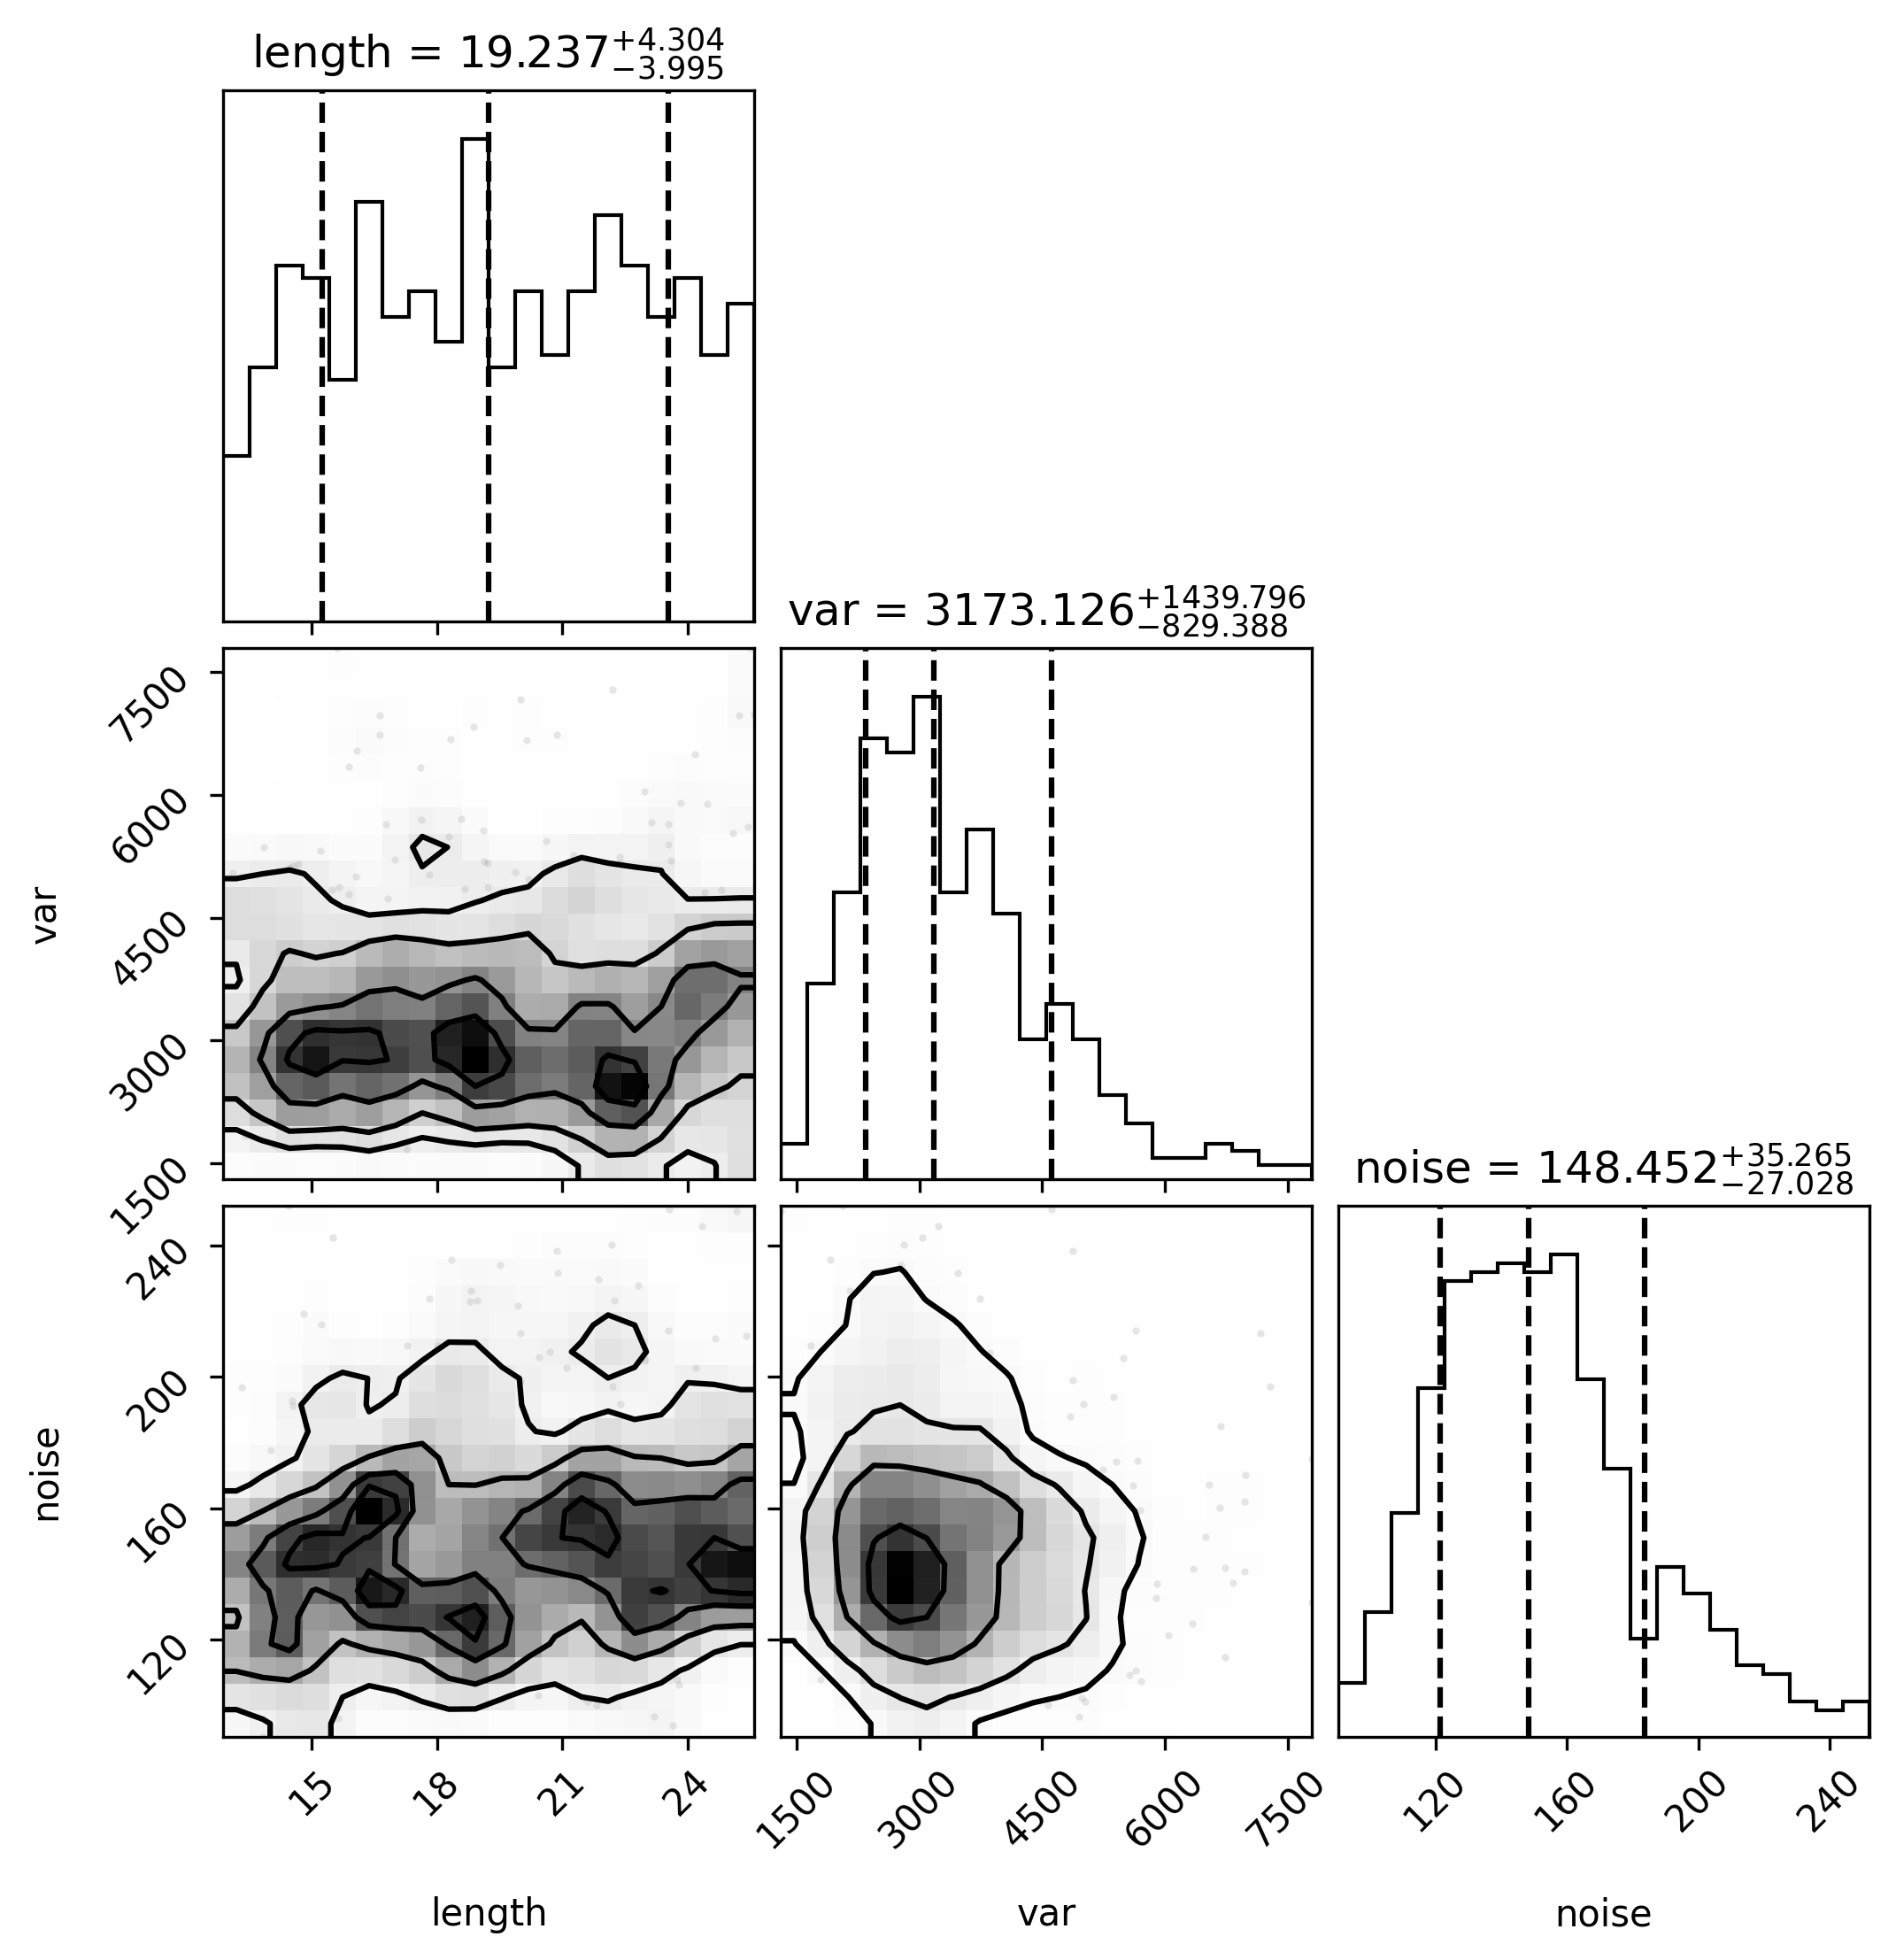 length = 19.237+4.304−3.995
var = 3173.126+1439.796−829.388
7500
6000
4500
3000
1500
var
noise = 148.452+35.265−27.028
240
200
160
120
noise
15 18 21 24
1500 3000 4500 6000 7500
120 160 200 240
length var noise